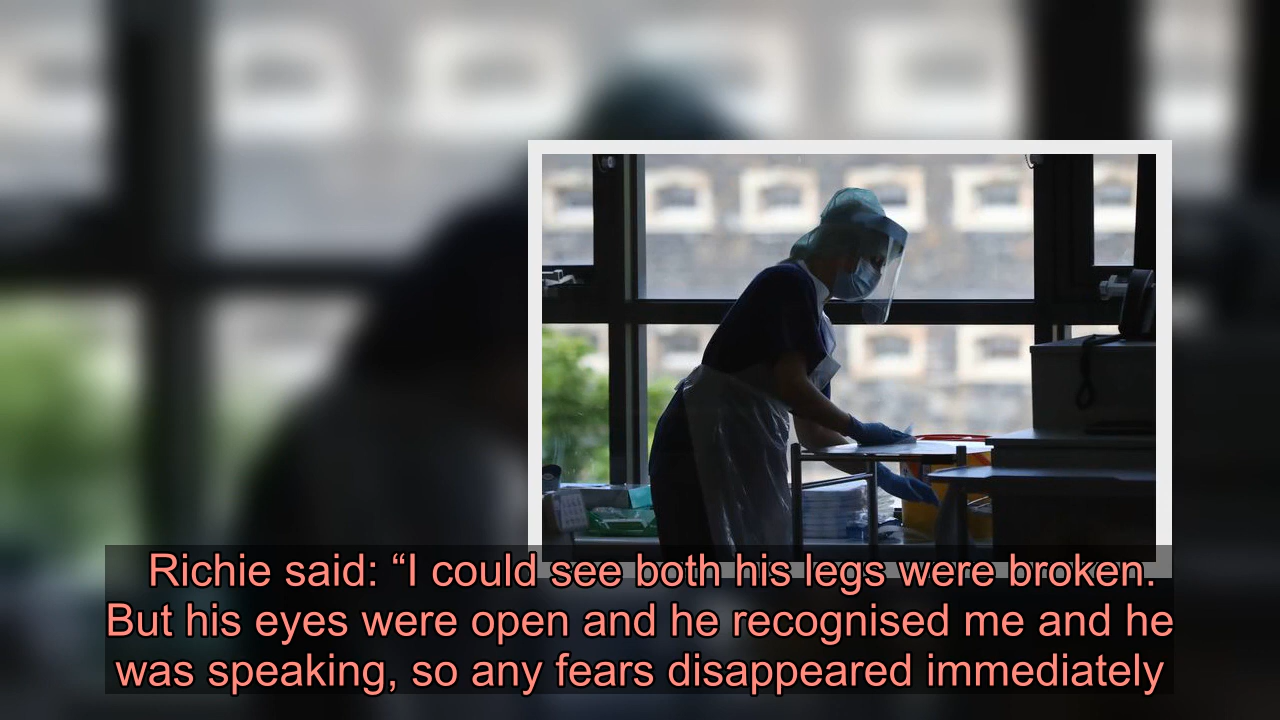 Richie said: “I could see both his legs were broken.
But his eyes were open and he recognised me and he
was speaking, so any fears disappeared immediately